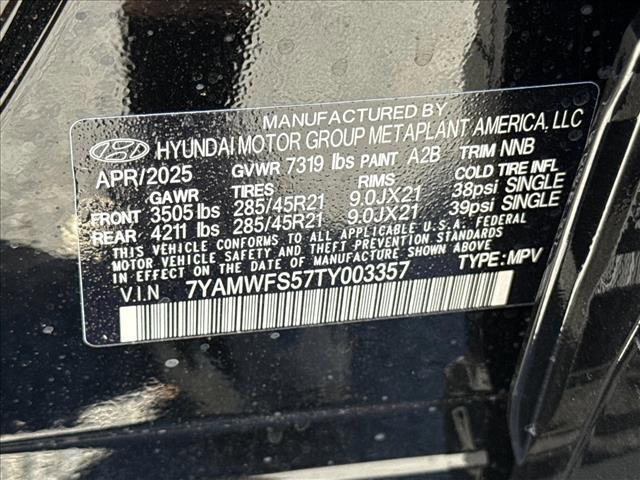 MANUFACTURED BY
HYUNDAI MOTOR GROUP METAPLANT AMERICA, LLC
APR/2025 GVWR 7319 lbs PAINT A2B TRIM NNB
GAWR TIRES RIMS COLD TIRE INFL
FRONT 3505 lbs 285/45R21 9.0JX21 38psi SINGLE
REAR 4211 lbs 285/45R21 9.0JX21 39psi SINGLE
THIS VEHICLE CONFORMS TO ALL APPLICABLE U.S.A. FEDERAL
MOTOR VEHICLE SAFETY AND THEFT PREVENTION STANDARDS
IN EFFECT ON THE DATE OF MANUFACTURE SHOWN ABOVE.
V.I.N 7YAMWFS57TY003357 TYPE: MPV